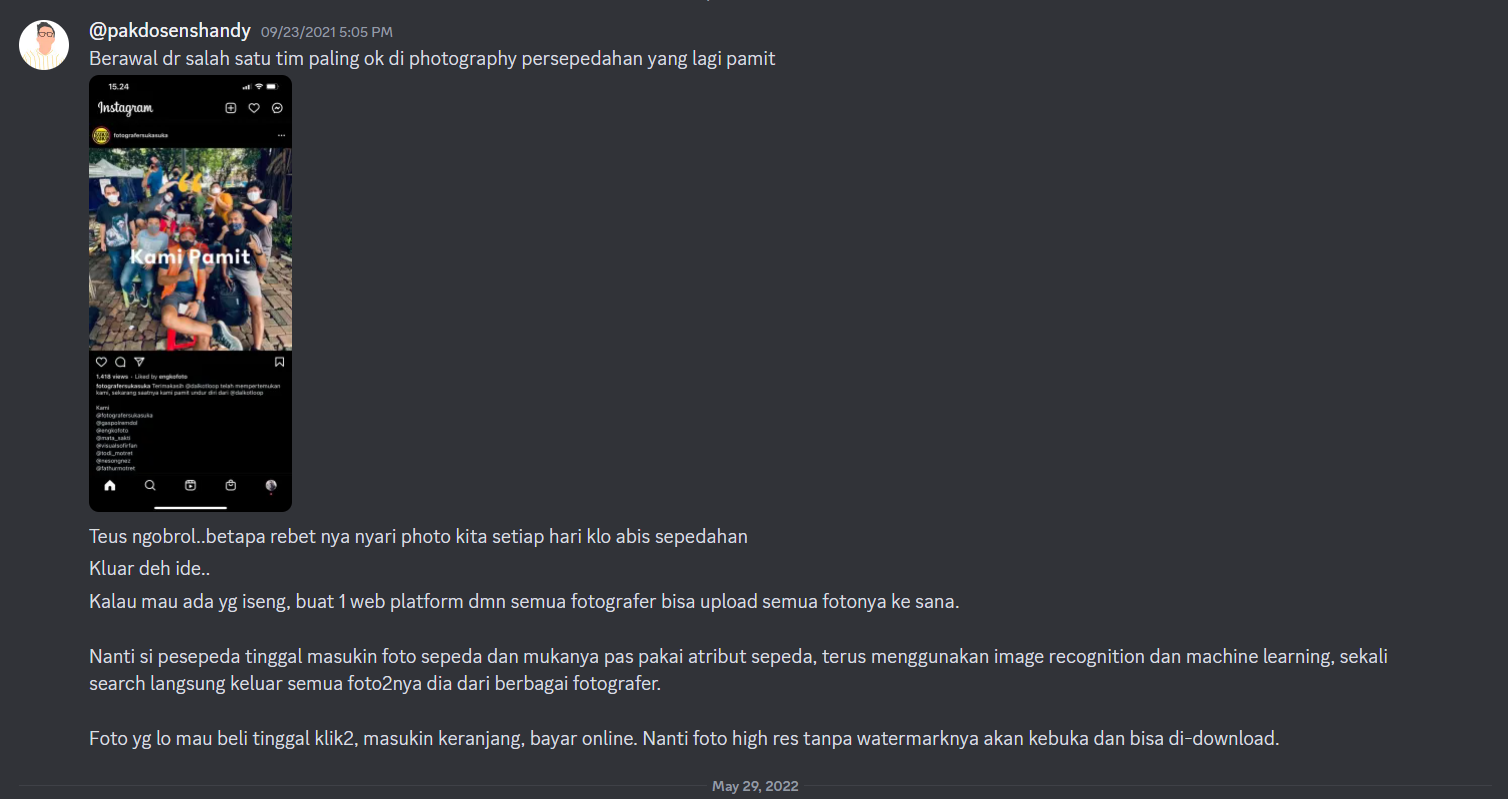 @pakdosenshandy 09/23/2021 5:05 PM
Berawal dr salah satu tim paling ok di photography persepedahan yang lagi pamit
15.24
Instagram
fotografersukasuka
Kami Pamit
1.418 views · Liked by engkofoto
fotografersukasuka Terimakasih @dalkotloop telah mempertemukan
kami, sekarang saatnya kami pamit undur diri dari @dalkotloop
Kami
@fotografersukasuka
@gaspolremdol
@engkofoto
@mata_sakti
@visualsofirfan
@lodi_motret
@nesongnez
@fathurmotret
Teus ngobrol..betapa rebet nya nyari photo kita setiap hari klo abis sepedahan
Kluar deh ide..
Kalau mau ada yg iseng, buat 1 web platform dmn semua fotografer bisa upload semua fotonya ke sana.
Nanti si pesepeda tinggal masukin foto sepeda dan mukanya pas pakai atribut sepeda, terus menggunakan image recognition dan machine learning, sekali
search langsung keluar semua foto2nya dia dari berbagai fotografer.
Foto yg lo mau beli tinggal klik2, masukin keranjang, bayar online. Nanti foto high res tanpa watermarknya akan kebuka dan bisa di-download.
May 29, 2022